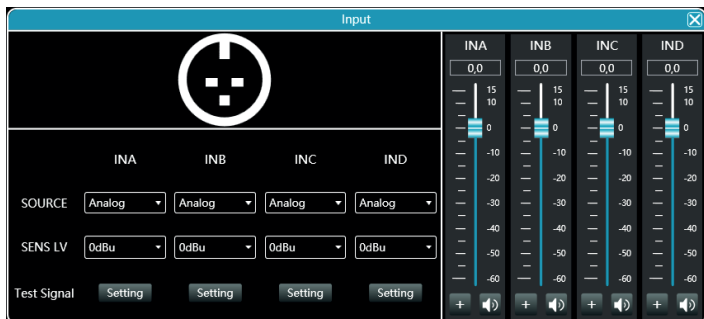 Input
INA INB INC IND
SOURCE Analog Analog Analog Analog
SENS LV 0dBu 0dBu 0dBu 0dBu
Test Signal Setting Setting Setting Setting
INA INB INC IND
0,0 0,0 0,0 0,0
15 15 15 15
10 10 10 10
0 0 0 0
-10 -10 -10 -10
-20 -20 -20 -20
-30 -30 -30 -30
-40 -40 -40 -40
-50 -50 -50 -50
-60 -60 -60 -60
+ + + +